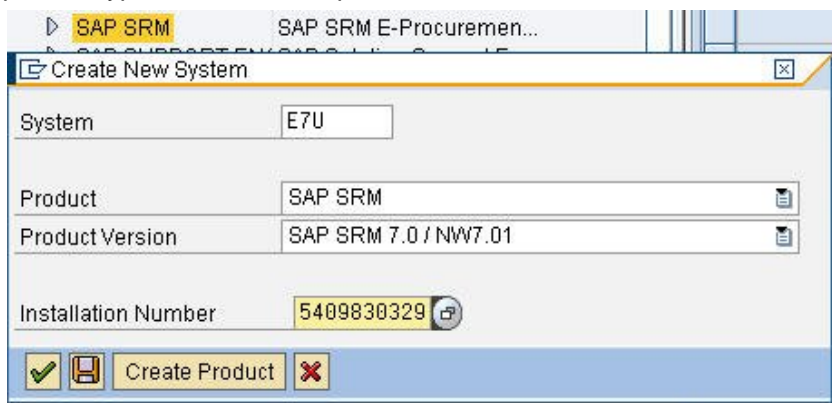 SAP SRM SAP SRM E-Procuremen...
Create New System
System E7U
Product SAP SRM
Product Version SAP SRM 7.0 / NW7.01
Installation Number 5409830329
Create Product